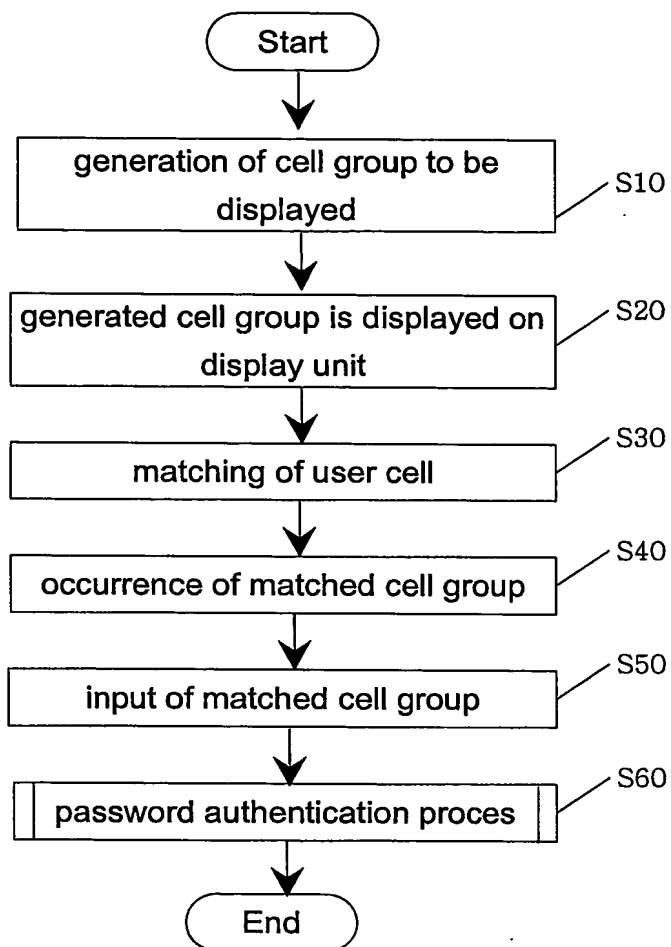 Start
generation of cell group to be
displayed
S10
generated cell group is displayed on
display unit
S20
matching of user cell
S30
occurrence of matched cell group
S40
input of matched cell group
S50
password authentication proces
S60
End